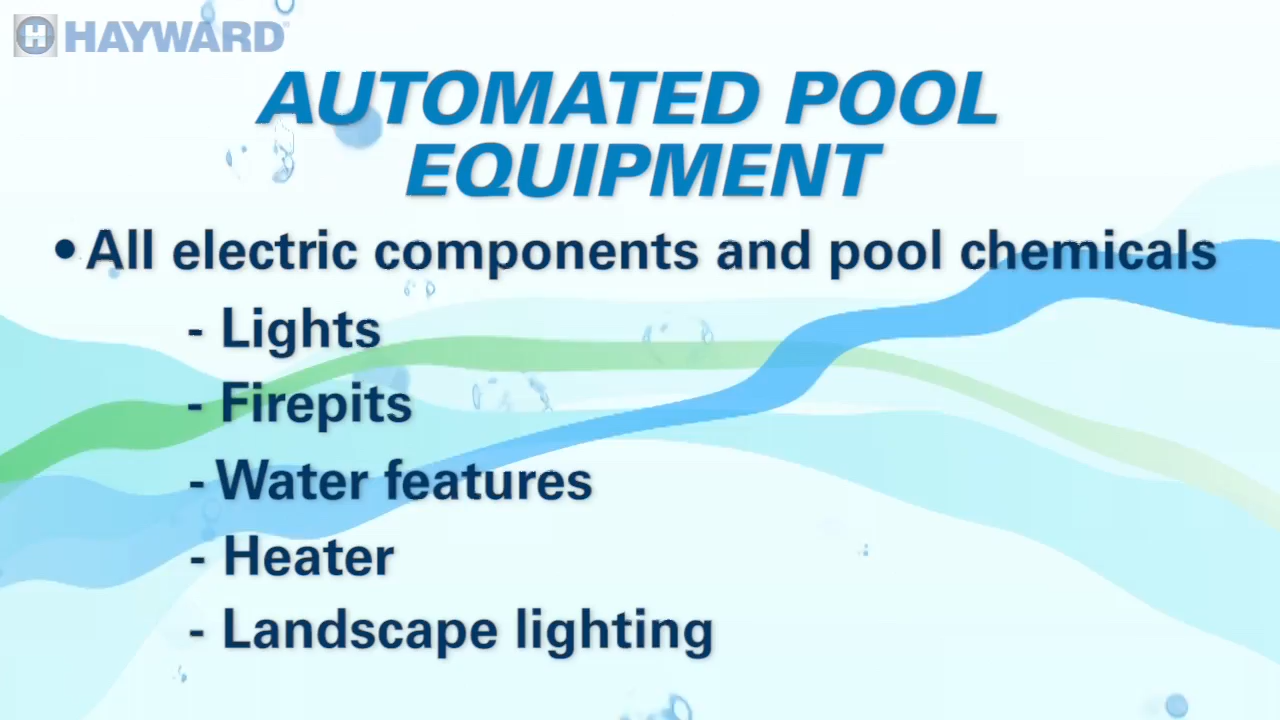 HAYWARD
AUTOMATED POOL
EQUIPMENT
•All electric components and pool chemicals
- Lights
- Firepits
- Water features
- Heater
- Landscape lighting